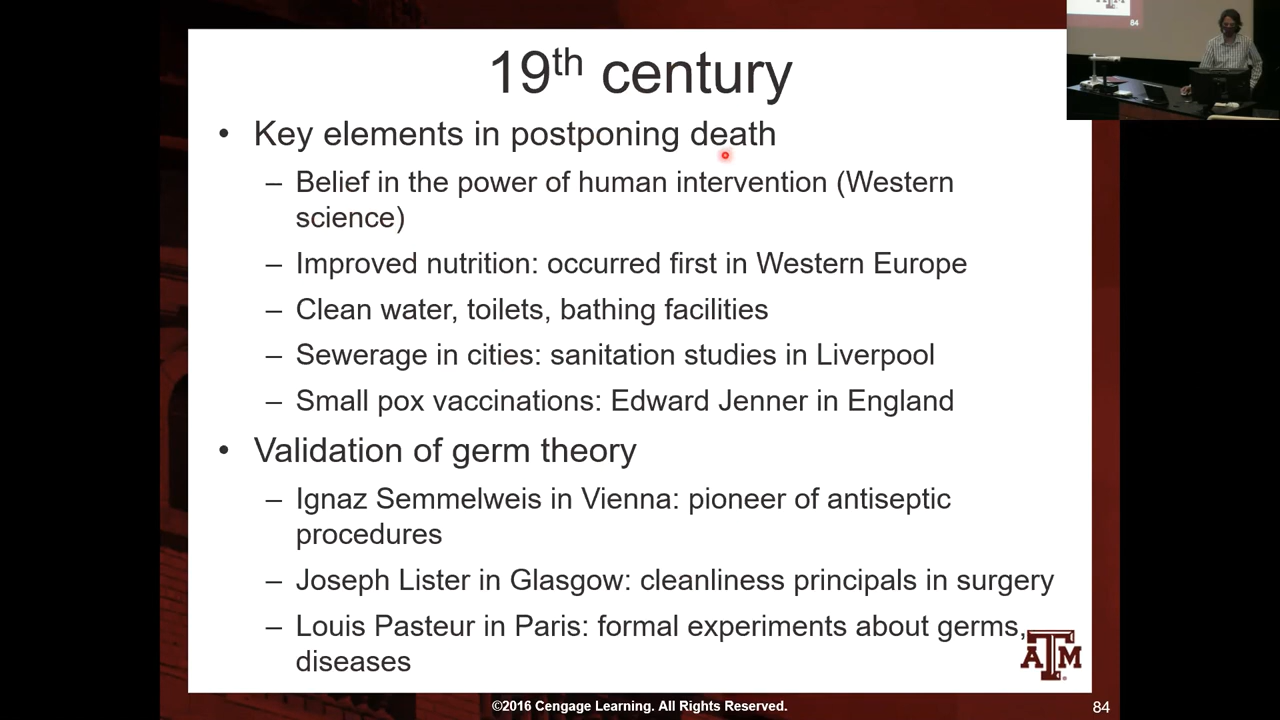 84
19th century
• Key elements in postponing death
– Belief in the power of human intervention (Western
science)
– Improved nutrition: occurred first in Western Europe
– Clean water, toilets, bathing facilities
– Sewerage in cities: sanitation studies in Liverpool
– Small pox vaccinations: Edward Jenner in England
• Validation of germ theory
– Ignaz Semmelweis in Vienna: pioneer of antiseptic
procedures
– Joseph Lister in Glasgow: cleanliness principals in surgery
– Louis Pasteur in Paris: formal experiments about germs,
diseases
ATM
©2016 Cengage Learning. All Rights Reserved.
84